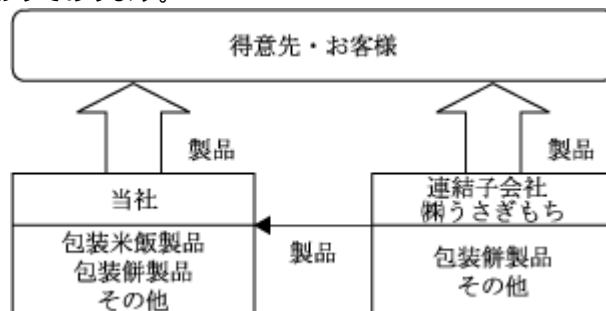 得意先・お客様
製品
製品
当社
連結子会社
㈱うさぎもち
製品
包装米飯製品
包装餅製品
その他
包装餅製品
その他